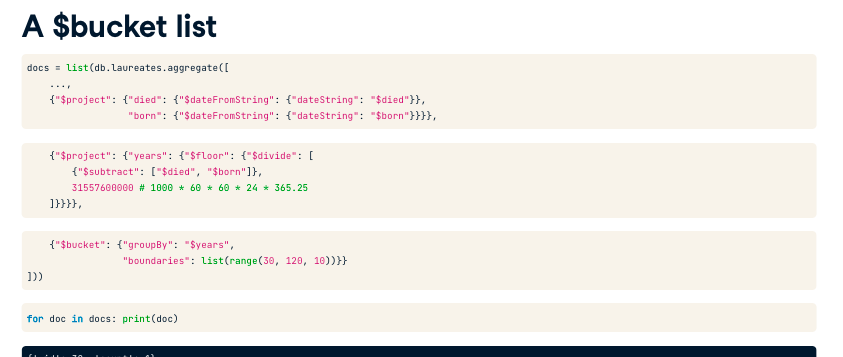 A $bucket list
docs = list(db.laureates.aggregate([
    ...,
    {"$project": {"died": {"$dateFromString": {"dateString": "$died"}},
                  "born": {"$dateFromString": {"dateString": "$born"}}}},
    {"$project": {"years": {"$floor": {"$divide": [
        {"$subtract": ["$died", "$born"]},
        31557600000 # 1000 * 60 * 60 * 24 * 365.25
    ]}}}},
    {"$bucket": {"groupBy": "$years",
                 "boundaries": list(range(30, 120, 10))}}
]))
for doc in docs: print(doc)